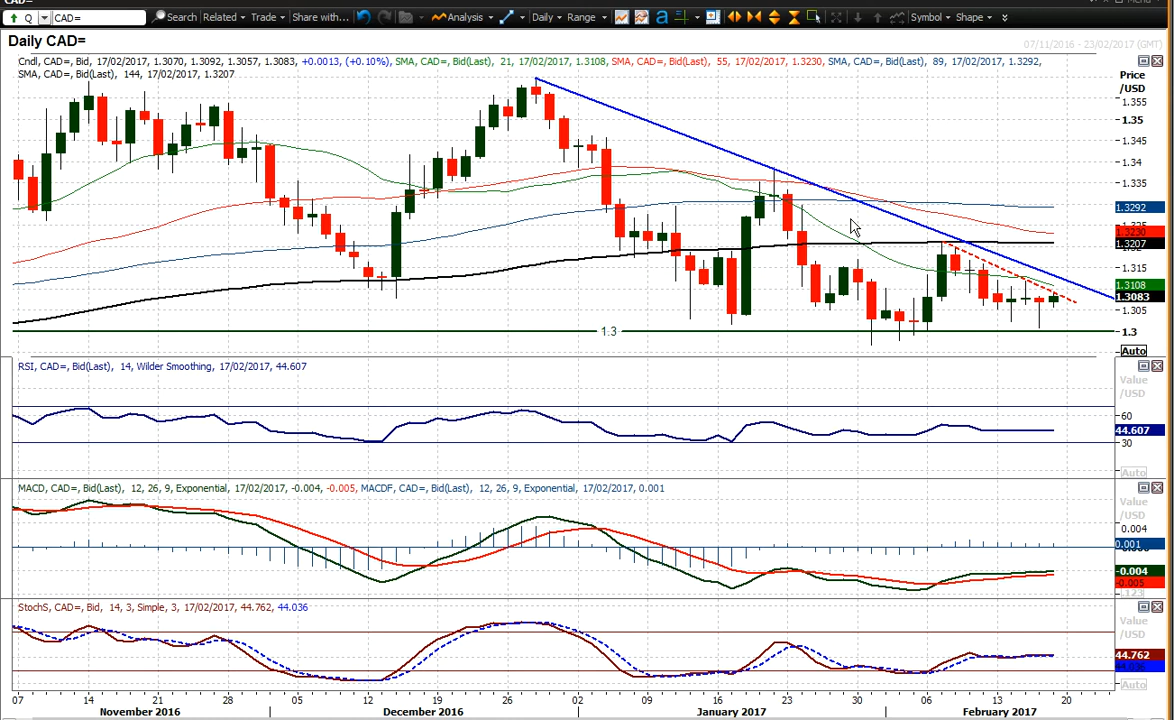 CAD=
Q CAD= Search Related Trade Share with... Analysis Daily Range Symbol Shape
Daily CAD=
07/11/2016 - 23/02/2017 (GMT)
Cndl, CAD=, Bid, 17/02/2017, 1.3070, 1.3092, 1.3057, 1.3083, +0.0013, (+0.10%), SMA, CAD=, Bid(Last), 21, 17/02/2017, 1.3108, SMA, CAD=, Bid(Last), 55, 17/02/2017, 1.3230, SMA, CAD=, Bid(Last), 89, 17/02/2017, 1.3292,
SMA, CAD=, Bid(Last), 144, 17/02/2017, 1.3207
Price
/USD
1.355
1.35
1.345
1.34
1.335
1.3292
1.3230
1.3207
1.315
1.3108
1.3083
1.305
1.3
1.3
Auto
RSI, CAD=, Bid(Last), 14, Wilder Smoothing, 17/02/2017, 44.607
Value
/USD
60
44.607
30
Auto
MACD, CAD=, Bid(Last), 12, 26, 9, Exponential, 17/02/2017, -0.004, -0.005, MACDF, CAD=, Bid(Last), 12, 26, 9, Exponential, 17/02/2017, 0.001
Value
/USD
0.004
0.001
-0.004
-0.005
StochS, CAD=, Bid, 14, 3, Simple, 3, 17/02/2017, 44.762, 44.036
Value
/USD
44.762
44.036
Auto
07 14 21 28 05 12 19 26 02 09 16 23 30 06 13 20
November 2016 December 2016 January 2017 February 2017